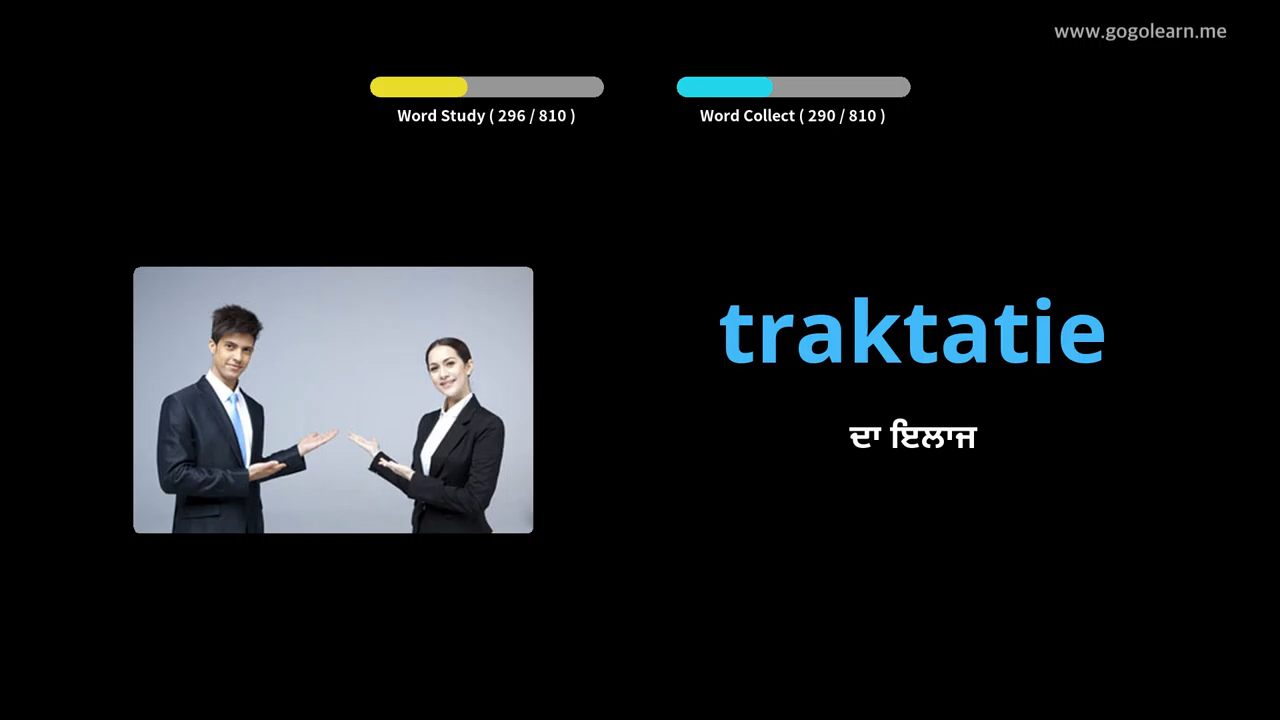 www.gogolearn.me
Word Study ( 296 / 810 )
Word Collect ( 290 / 810 )
traktatie
ਦਾ ਇਲਾਜ